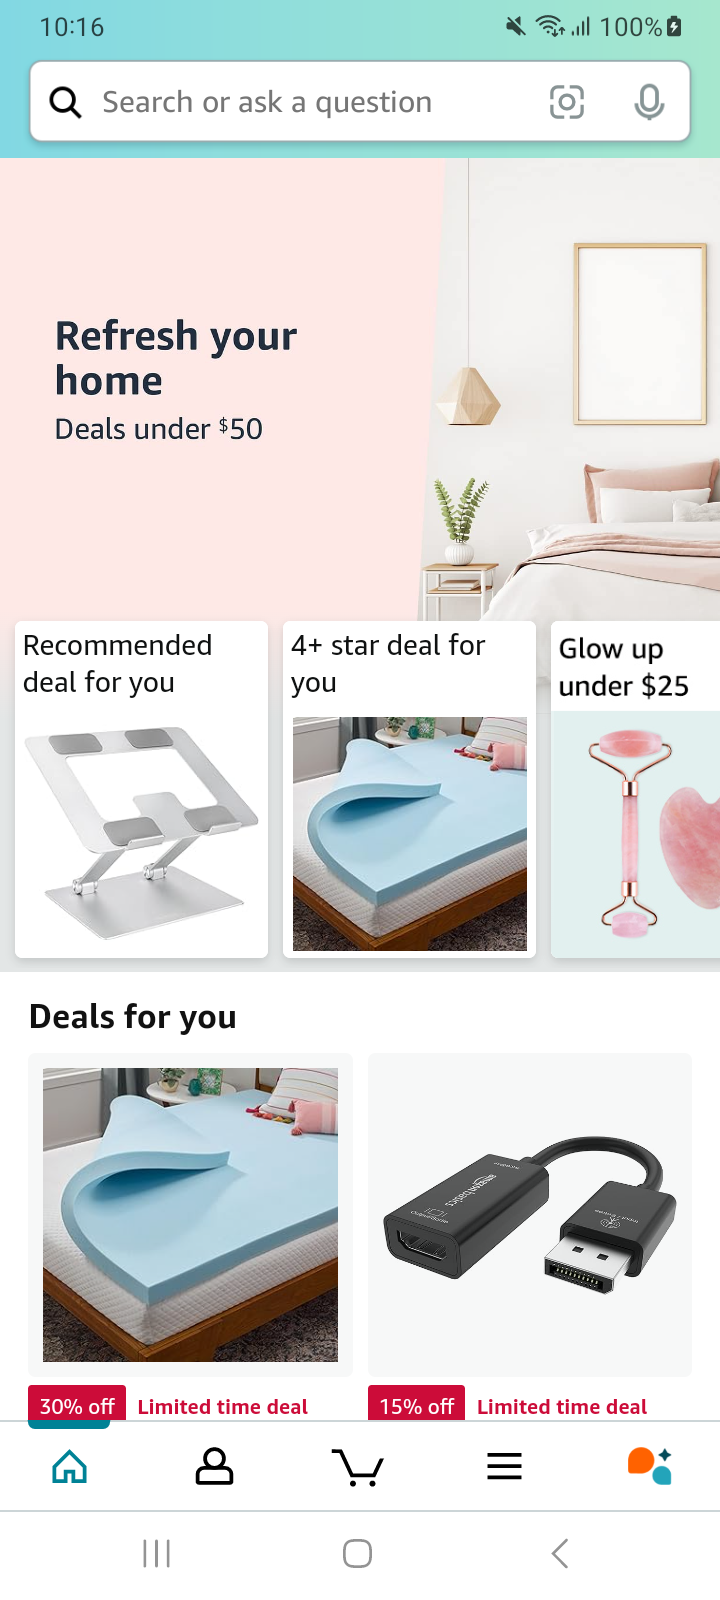 10:16
100%
Search or ask a question
Refresh your
home
Deals under $50
Recommended
deal for you
4+ star deal for
you
Glow up
under $25
Deals for you
amazon basics
30% off Limited time deal
15% off Limited time deal